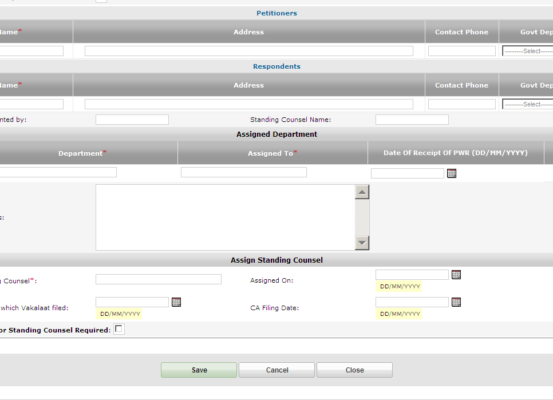 Petitioners
Name* Address Contact Phone Govt Dep
-------Select-------
Respondents
Name* Address Contact Phone Govt Dep
-------Select-------
nted by: Standing Counsel Name:
Assigned Department
Department* Assigned To* Date Of Receipt Of PWR (DD/MM/YYYY)
s:
Assign Standing Counsel
g Counsel*: Assigned On:
DD/MM/YYYY
which Vakalaat filed: CA Filing Date:
DD/MM/YYYY DD/MM/YYYY
or Standing Counsel Required:
Save Cancel Close